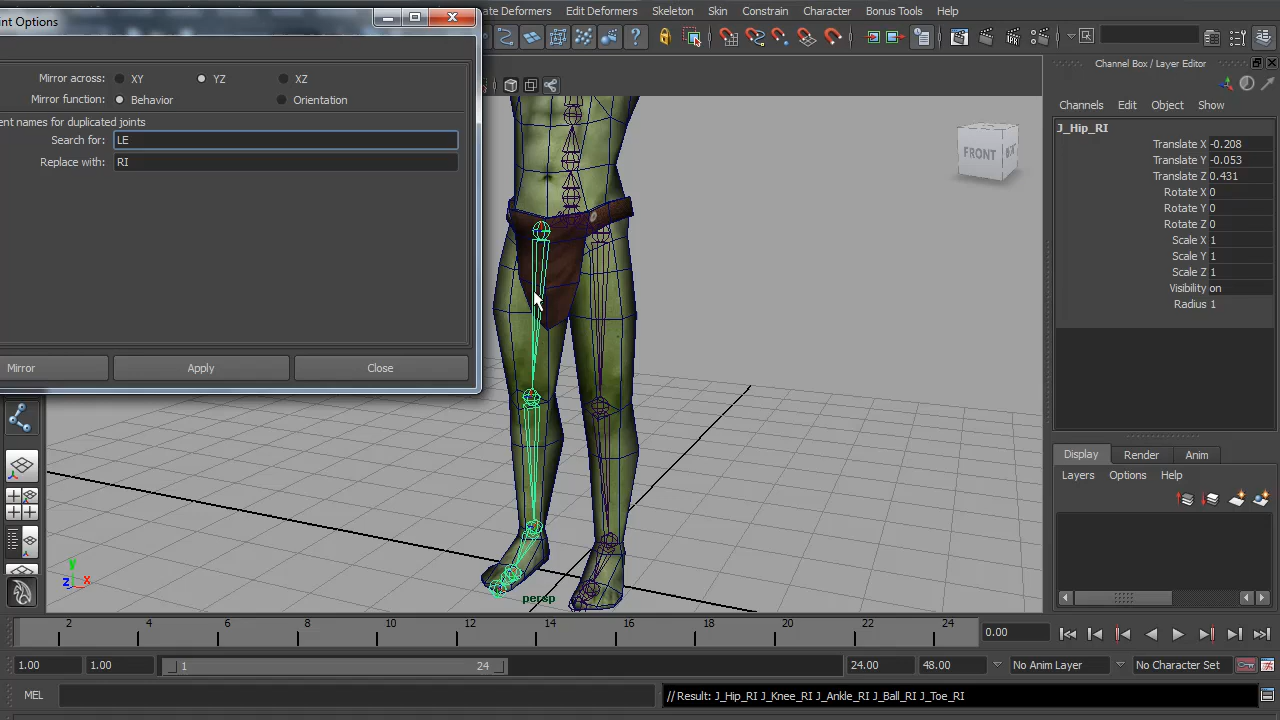 int Options
ate Deformers Edit Deformers Skeleton Skin Constrain Character Bonus Tools Help
Mirror across: XY YZ XZ
Mirror function: Behavior Orientation
ent names for duplicated joints
Search for: LE
Replace with: RI
Mirror Apply Close
FRONT
persp
y
z x
Channel Box / Layer Editor
Channels Edit Object Show
J_Hip_RI
Translate X -0.208
Translate Y -0.053
Translate Z 0.431
Rotate X 0
Rotate Y 0
Rotate Z 0
Scale X 1
Scale Y 1
Scale Z 1
Visibility on
Radius 1
Display Render Anim
Layers Options Help
2 4 6 8 10 12 14 16 18 20 22 24
0.00
1.00 1.00 1 24 24.00 48.00 No Anim Layer No Character Set
MEL // Result: J_Hip_RI J_Knee_RI J_Ankle_RI J_Ball_RI J_Toe_RI